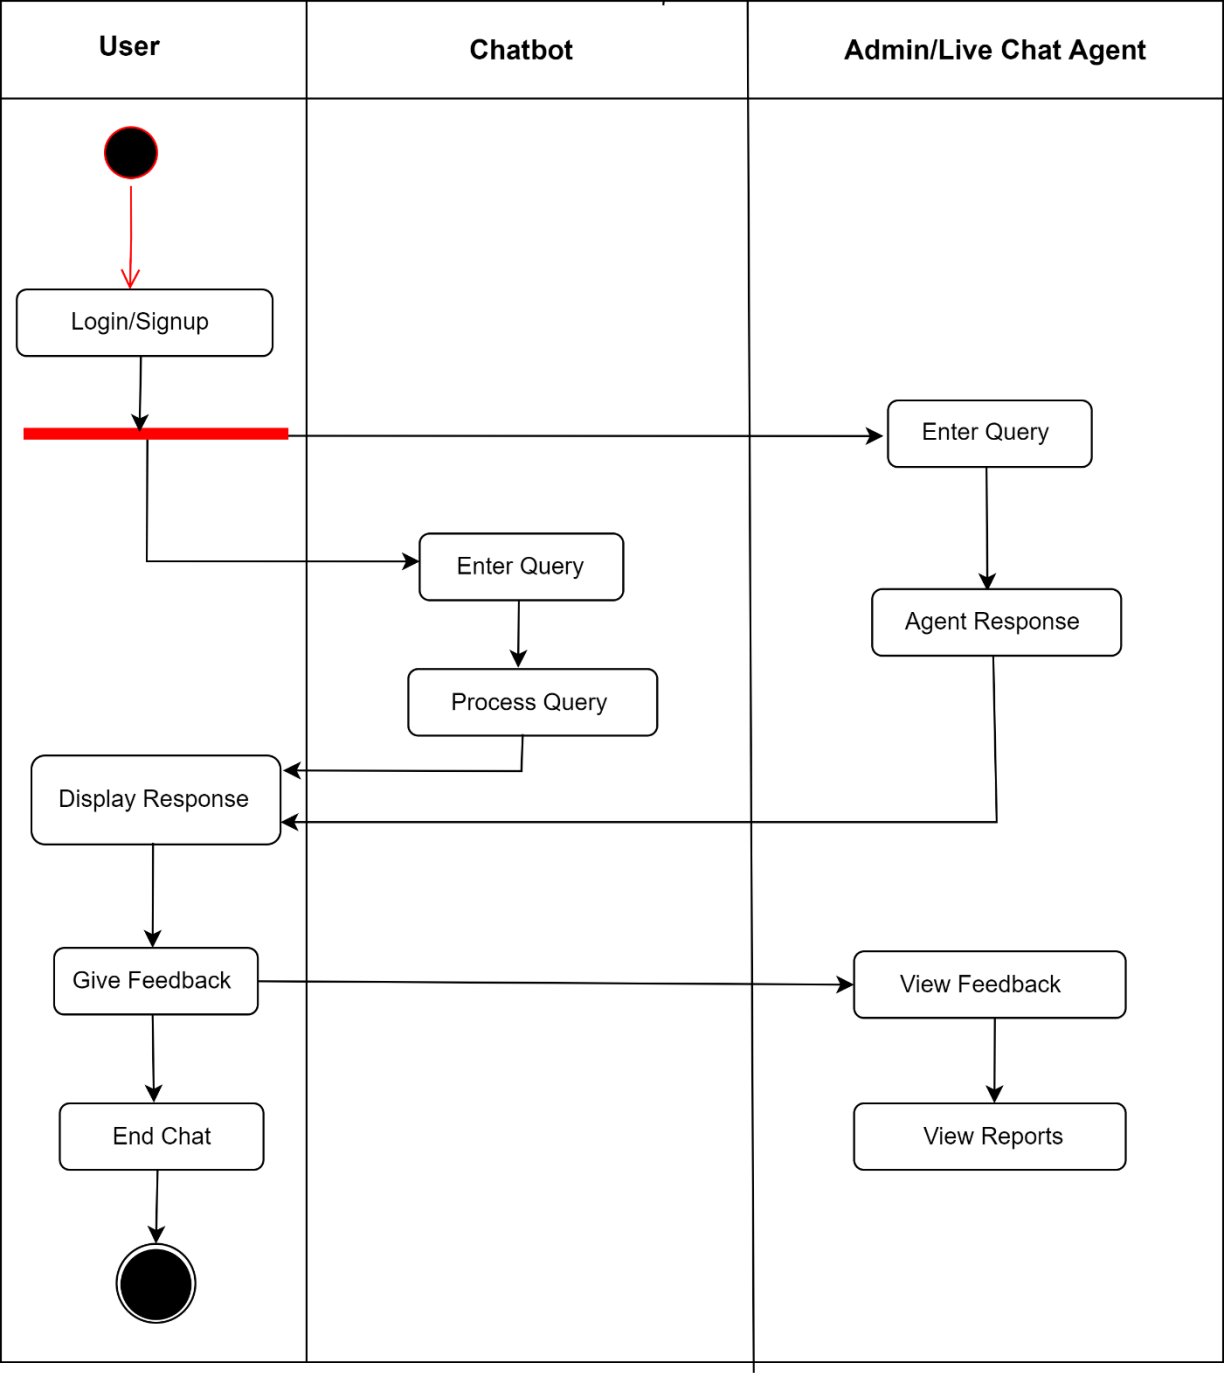 User
Chatbot
Admin/Live Chat Agent
Login/Signup
Enter Query
Enter Query
Agent Response
Process Query
Display Response
Give Feedback
View Feedback
End Chat
View Reports